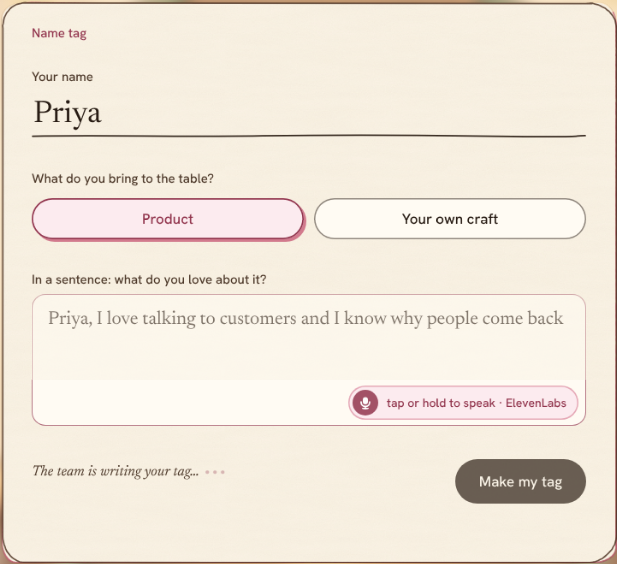 Name tag
Your name
Priya
What do you bring to the table?
Product
Your own craft
In a sentence: what do you love about it?
Priya, I love talking to customers and I know why people come back
tap or hold to speak · ElevenLabs
The team is writing your tag...
Make my tag